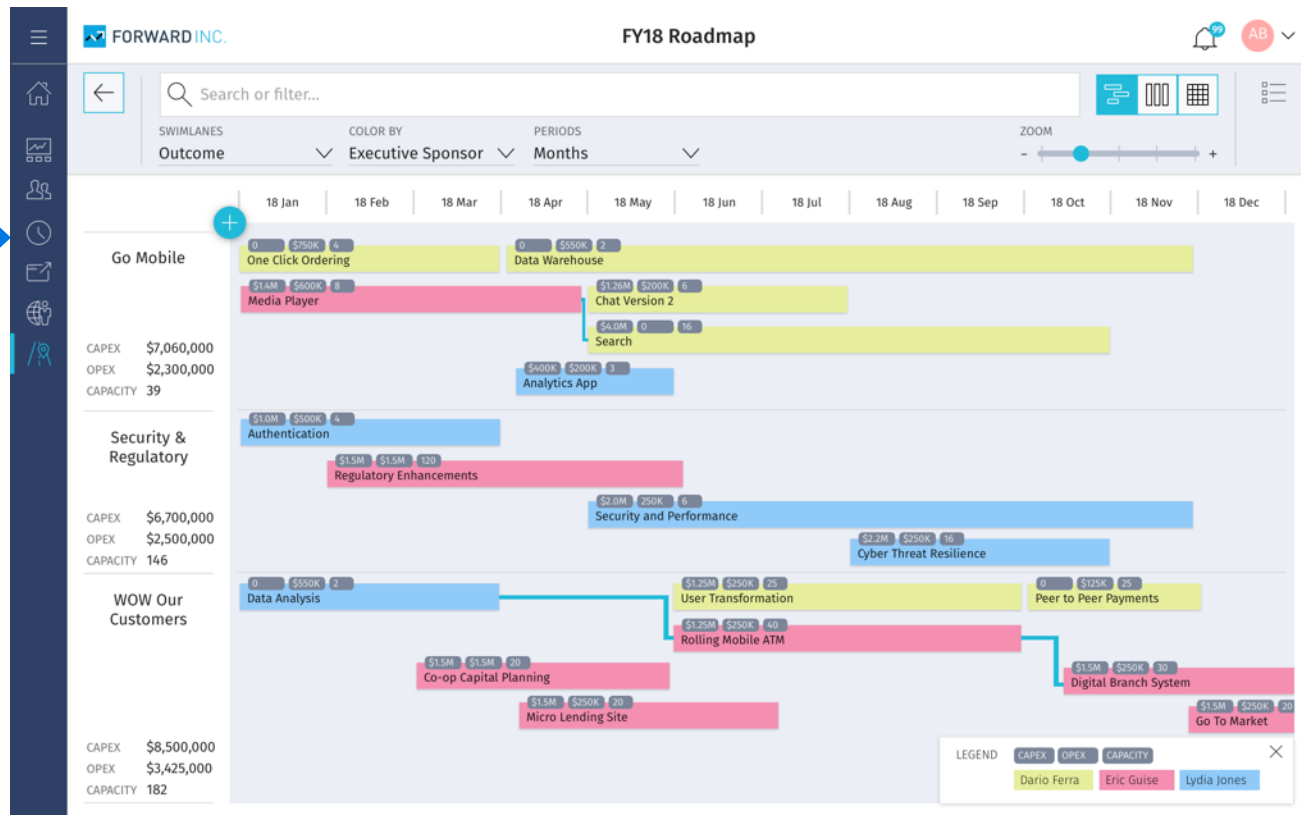 FORWARD INC.
FY18 Roadmap
99
AB
Search or filter...
SWIMLANES
COLOR BY
PERIODS
ZOOM
Outcome
Executive Sponsor
Months
- +
18 Jan 18 Feb 18 Mar 18 Apr 18 May 18 Jun 18 Jul 18 Aug 18 Sep 18 Oct 18 Nov 18 Dec
+
Go Mobile
0 $750K 4
One Click Ordering
0 $550K 2
Data Warehouse
$1.4M $600K 8
Media Player
$1.26M $200K 6
Chat Version 2
$4.0M 0 16
Search
$400K $200K 3
Analytics App
CAPEX $7,060,000
OPEX $2,300,000
CAPACITY 39
Security &
Regulatory
$1.0M $500K 4
Authentication
$1.5M $1.5M 120
Regulatory Enhancements
$2.0M 250K 6
Security and Performance
$2.2M $250K 16
Cyber Threat Resilience
CAPEX $6,700,000
OPEX $2,500,000
CAPACITY 146
WOW Our
Customers
0 $550K 2
Data Analysis
$1.25M $250K 25
User Transformation
0 $125K 25
Peer to Peer Payments
$1.25M $250K 40
Rolling Mobile ATM
$1.5M $1.5M 20
Co-op Capital Planning
$1.5M $250K 30
Digital Branch System
$1.5M $250K 20
Micro Lending Site
$1.5M $250K 20
Go To Market
CAPEX $8,500,000
OPEX $3,425,000
CAPACITY 182
LEGEND CAPEX OPEX CAPACITY
Dario Ferra Eric Guise Lydia Jones